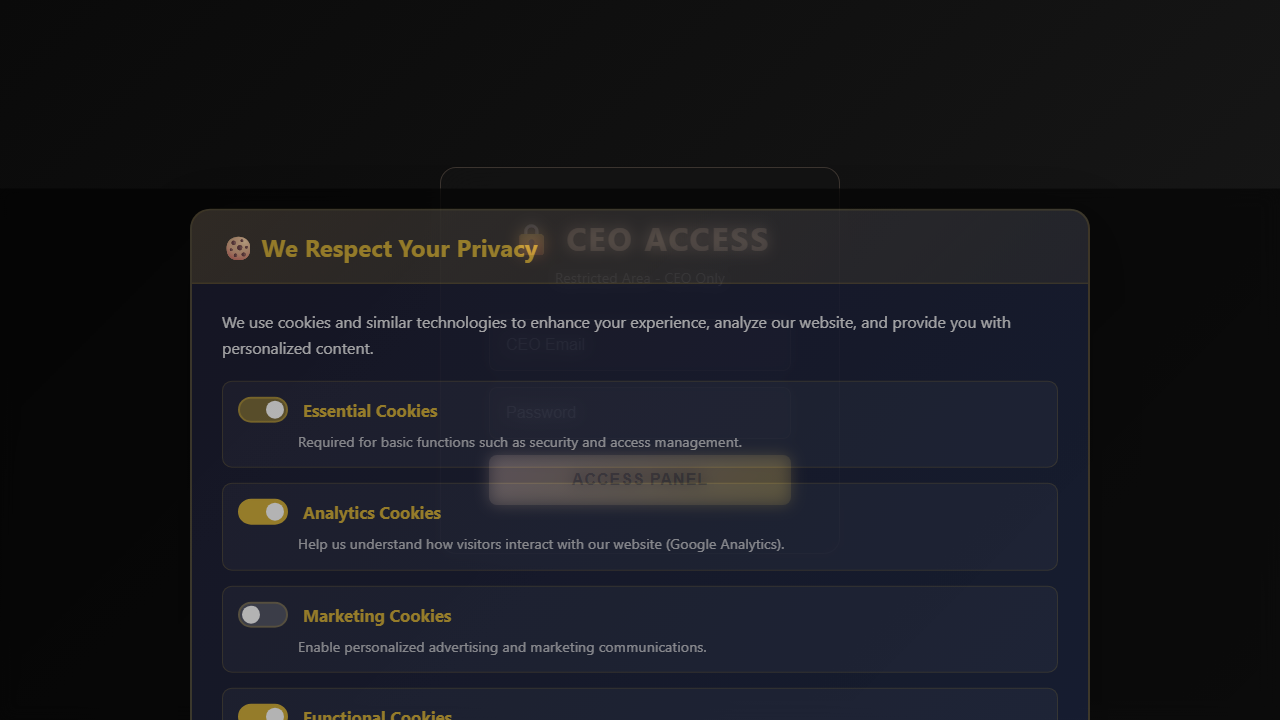 CEO ACCESS
We Respect Your Privacy
Restricted Area - CEO Only
We use cookies and similar technologies to enhance your experience, analyze our website, and provide you with
personalized content.
CEO Email
Essential Cookies
Password
Required for basic functions such as security and access management.
ACCESS PANEL
Analytics Cookies
Help us understand how visitors interact with our website (Google Analytics).
Marketing Cookies
Enable personalized advertising and marketing communications.
Functional Cookies